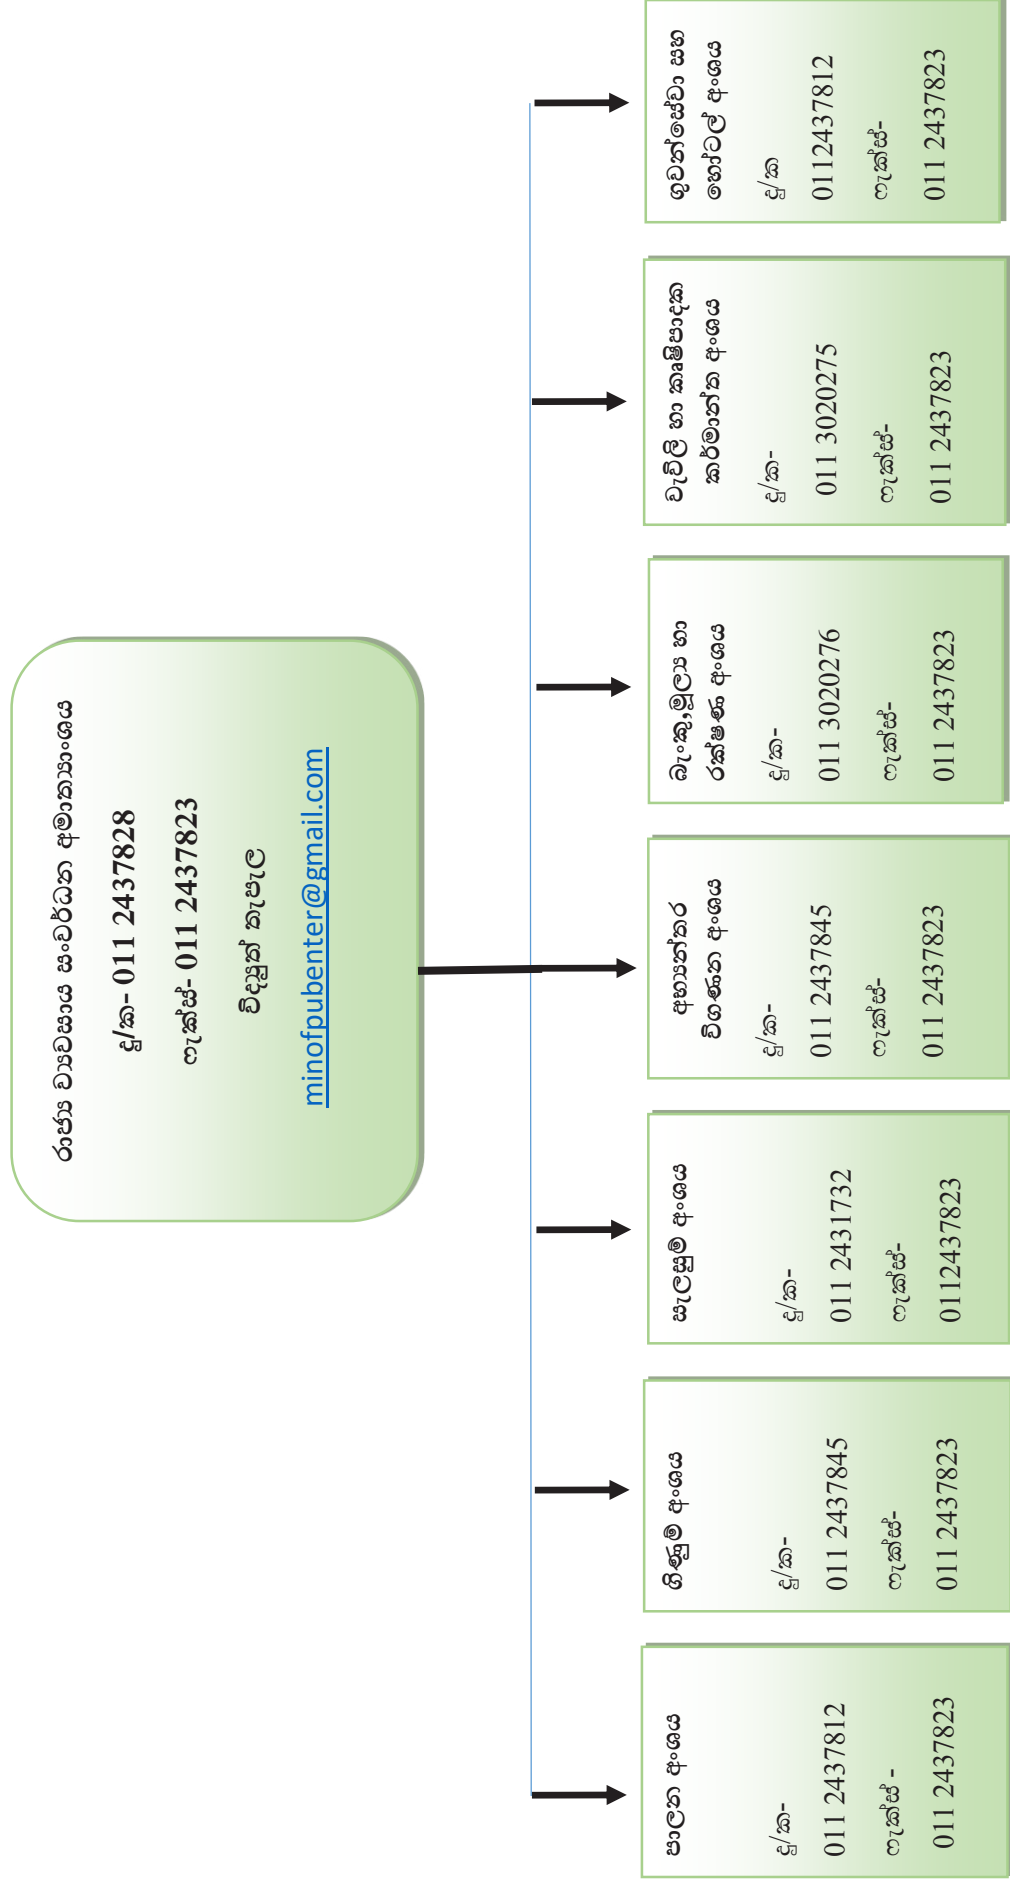 රාජ්‍ය ව්‍යවසාය සංවර්ධන අමාත්‍යාංශය
දු/ක- 011 2437828
ෆැක්ස්- 011 2437823
විද්‍යුත් තැපැල
minofpubenter@gmail.com
පාලන අංශය
දු/ක-
011 2437812
ෆැක්ස් -
011 2437823
ගිණුම් අංශය
දු/ක-
011 2437845
ෆැක්ස්-
011 2437823
සැලසුම් අංශය
දු/ක-
011 2431732
ෆැක්ස්-
0112437823
අභ්‍යන්තර
විගණන අංශය
දු/ක-
011 2437845
ෆැක්ස්-
011 2437823
බැංකු,මූල්‍ය හා
රක්ෂණ අංශය
දු/ක-
011 3020276
ෆැක්ස්-
011 2437823
වැවිලි හා කෘෂිපාදක
කර්මාන්ත අංශය
දු/ක-
011 3020275
ෆැක්ස්-
011 2437823
ගුවන්සේවා සහ
හෝටල් අංශය
දු/ක
0112437812
ෆැක්ස්-
011 2437823